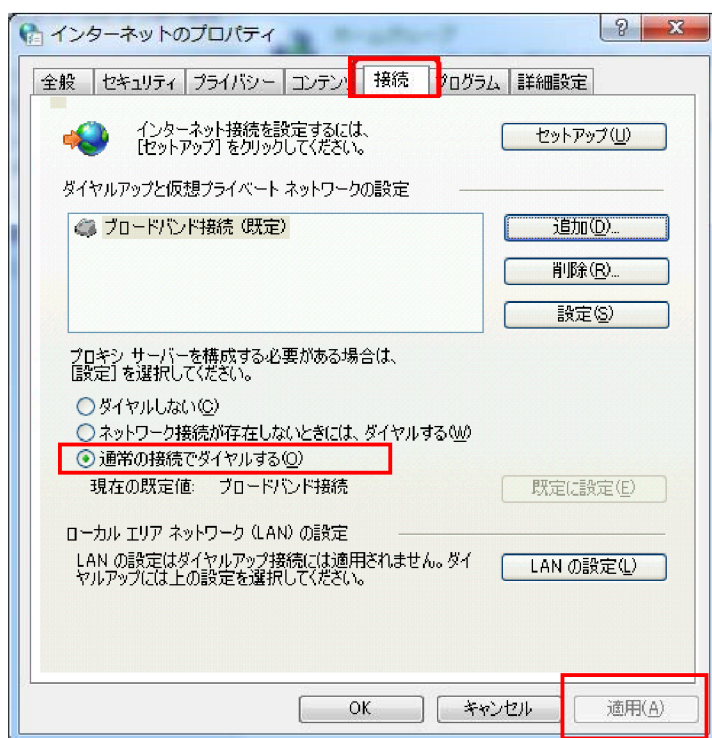 インターネットのプロパティ
全般 セキュリティ プライバシー コンテンツ 接続 プログラム 詳細設定
インターネット接続を設定するには、
[セットアップ] をクリックしてください。
セットアップ(U)
ダイヤルアップと仮想プライベート ネットワークの設定
ブロードバンド接続 (既定)
追加(D)...
削除(R)...
設定(S)
プロキシ サーバーを構成する必要がある場合は、
[設定] を選択してください。
ダイヤルしない(C)
ネットワーク接続が存在しないときには、ダイヤルする(W)
通常の接続でダイヤルする(O)
現在の既定値: ブロードバンド接続
既定に設定(E)
ローカル エリア ネットワーク (LAN) の設定
LAN の設定はダイヤルアップ接続には適用されません。ダイ
ヤルアップには上の設定を選択してください。
LAN の設定(L)
OK キャンセル 適用(A)